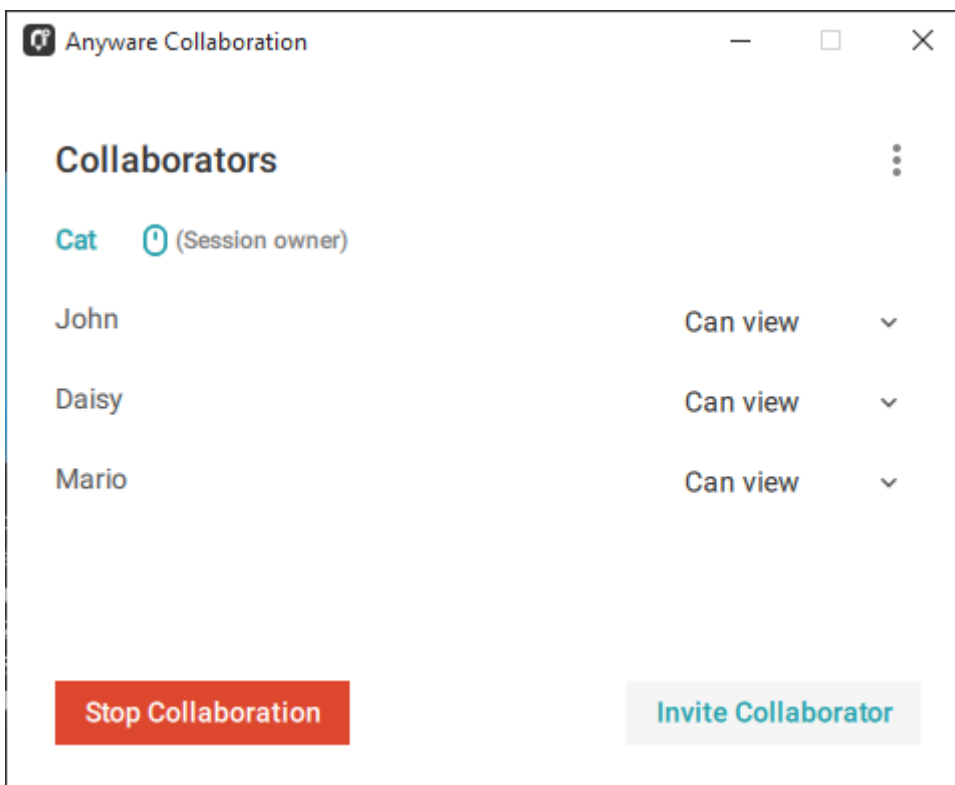 Anyware Collaboration
Collaborators
Cat (Session owner)
John Can view
Daisy Can view
Mario Can view
Stop Collaboration Invite Collaborator